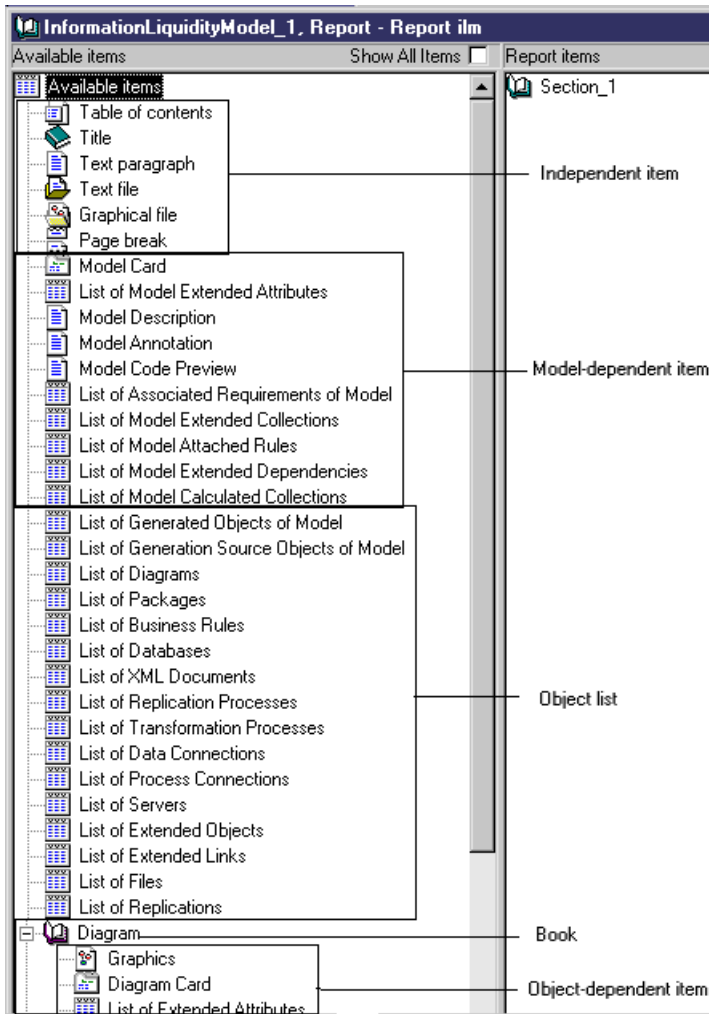 InformationLiquidityModel_1, Report - Report ilm
Available items Show All Items Report items
Available items
Section_1
Table of contents
Title
Text paragraph
Independent item
Text file
Graphical file
Page break
Model Card
List of Model Extended Attributes
Model Description
Model Annotation
Model Code Preview
Model-dependent item
List of Associated Requirements of Model
List of Model Extended Collections
List of Model Attached Rules
List of Model Extended Dependencies
List of Model Calculated Collections
List of Generated Objects of Model
List of Generation Source Objects of Model
List of Diagrams
List of Packages
List of Business Rules
List of Databases
List of XML Documents
List of Replication Processes
Object list
List of Transformation Processes
List of Data Connections
List of Process Connections
List of Servers
List of Extended Objects
List of Extended Links
List of Files
List of Replications
Diagram
Book
Graphics
Diagram Card
Object-dependent item
List of Extended Attributes